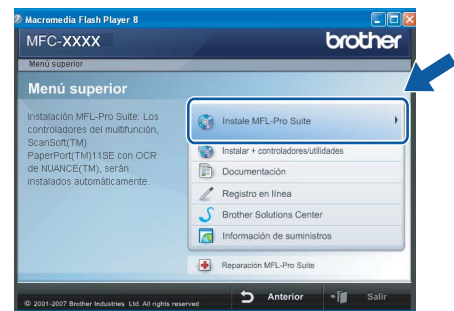 Macromedia Flash Player 8
MFC-XXXX
brother
Menú superior
Menú superior
Instalación MFL-Pro Suite: Los
controladores del multifunción,
ScanSoft(TM)
PaperPort(TM)11SE con OCR
de NUANCE(TM), serán
instalados automáticamente.
Instale MFL-Pro Suite
Instalar + controladores/utilidades
Documentación
Registro en línea
Brother Solutions Center
Información de suministros
Reparación MFL-Pro Suite
© 2001-2007 Brother Industries Ltd. All rights reserved
Anterior
Salir